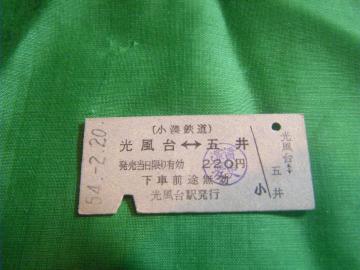 54.-2.20.
(小湊鉄道)
光風台↔五井
発売当日限り有効 220円
下車前途無効
光風台駅発行
光風台↔五井
小